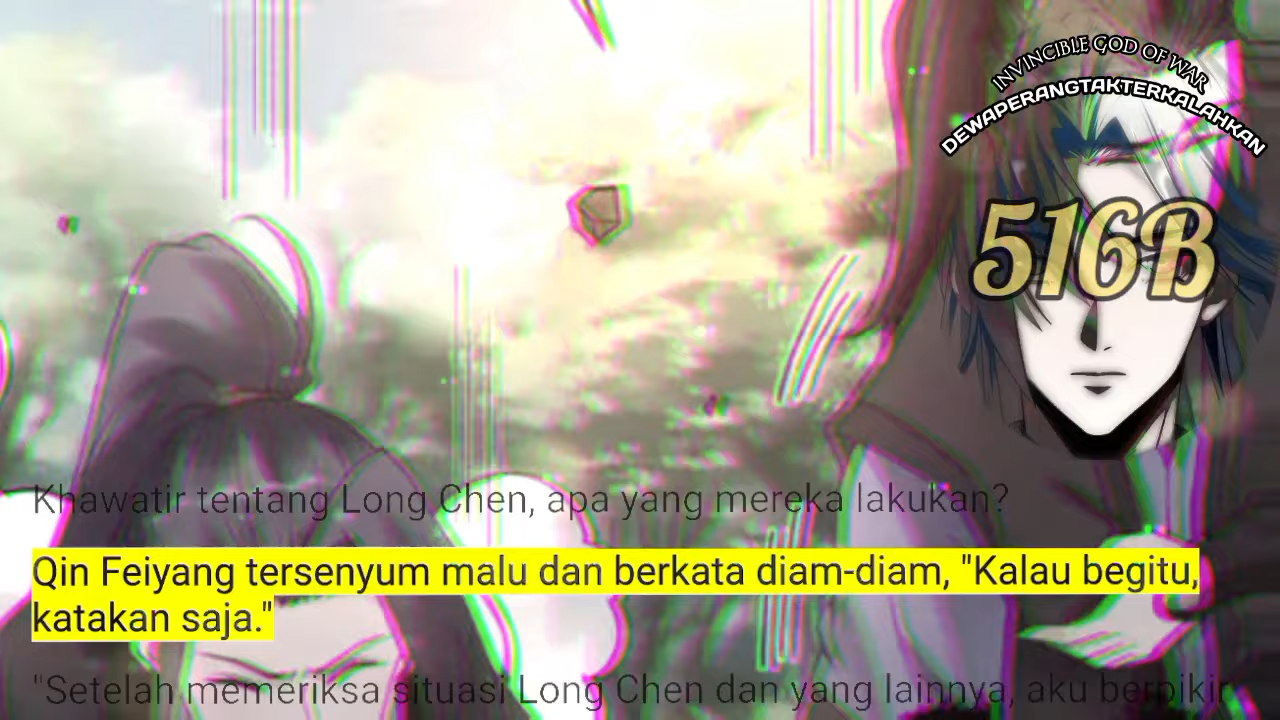 INVINCIBLE GOD OF WAR
DEWAPERANGTAKTERKALAHKAN
516B
Khawatir tentang Long Chen, apa yang mereka lakukan?
Qin Feiyang tersenyum malu dan berkata diam-diam, "Kalau begitu,
katakan saja."
"Setelah memeriksa situasi Long Chen dan yang lainnya, aku berpikir